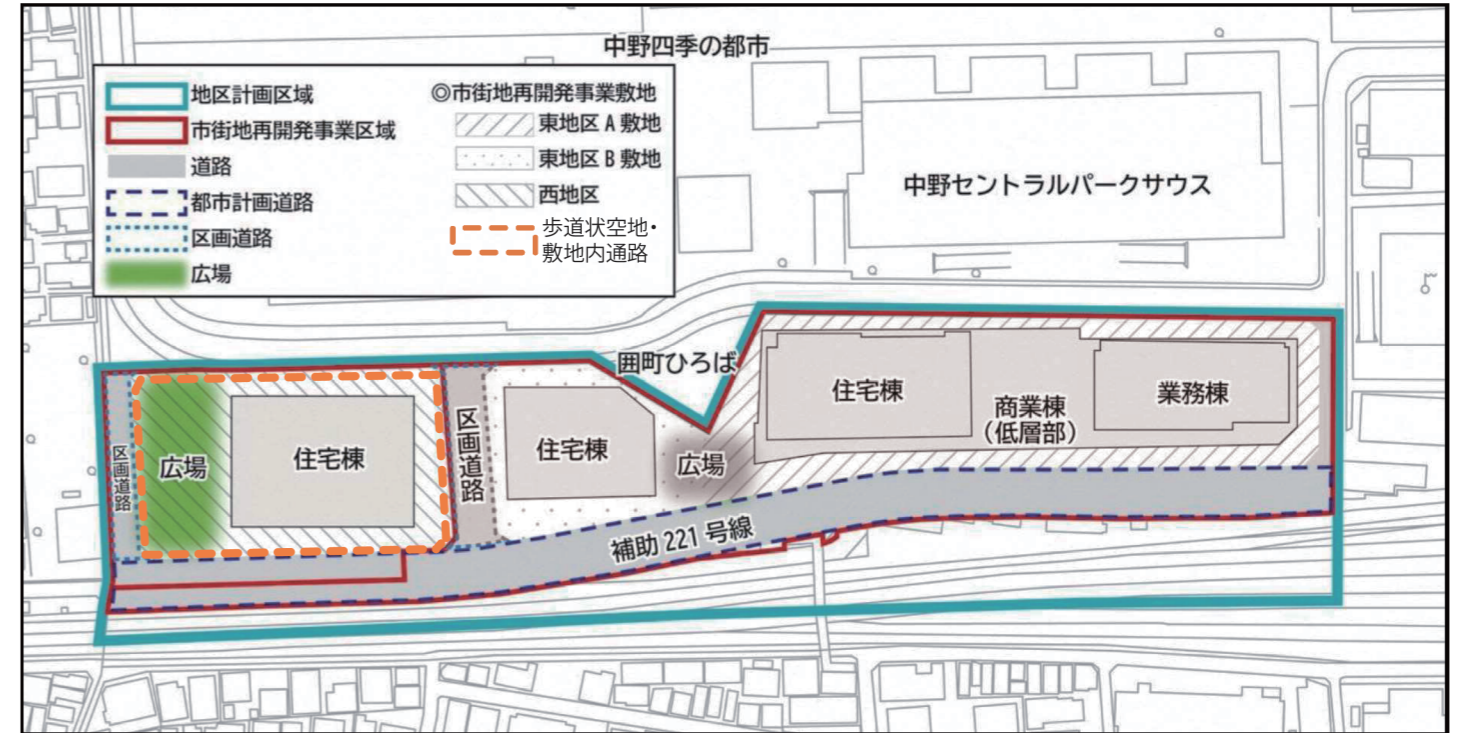 中野四季の都市
地区計画区域
市街地再開発事業区域
道路
都市計画道路
区画道路
広場
◎市街地再開発事業敷地
東地区 A 敷地
東地区 B 敷地
西地区
歩道状空地・
敷地内通路
中野セントラルパークサウス
囲町ひろば
区画道路
広場
住宅棟
区画道路
住宅棟
広場
住宅棟
商業棟
（低層部）
業務棟
補助 221 号線